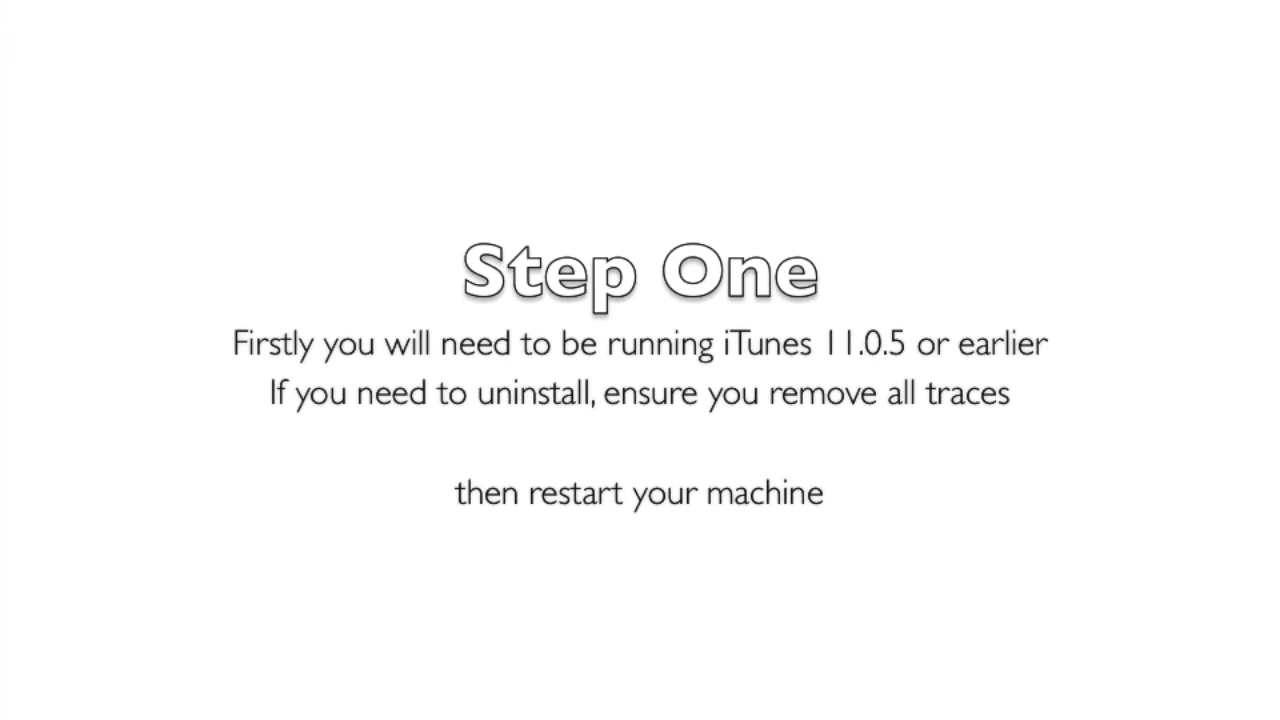 Step One
Firstly you will need to be running iTunes 11.0.5 or earlier
If you need to uninstall, ensure you remove all traces
then restart your machine